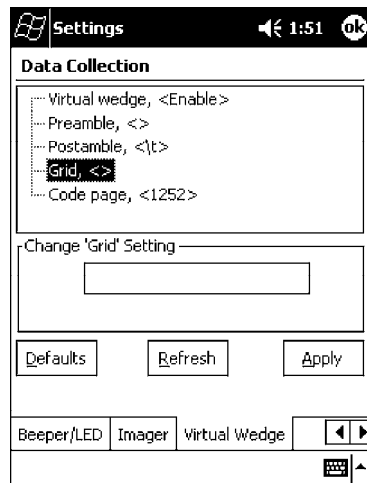 Settings 1:51 ok
Data Collection
Virtual wedge, <Enable>
Preamble, <>
Postamble, <\t>
Grid, <>
Code page, <1252>
Change 'Grid' Setting
Defaults Refresh Apply
Beeper/LED Imager Virtual Wedge